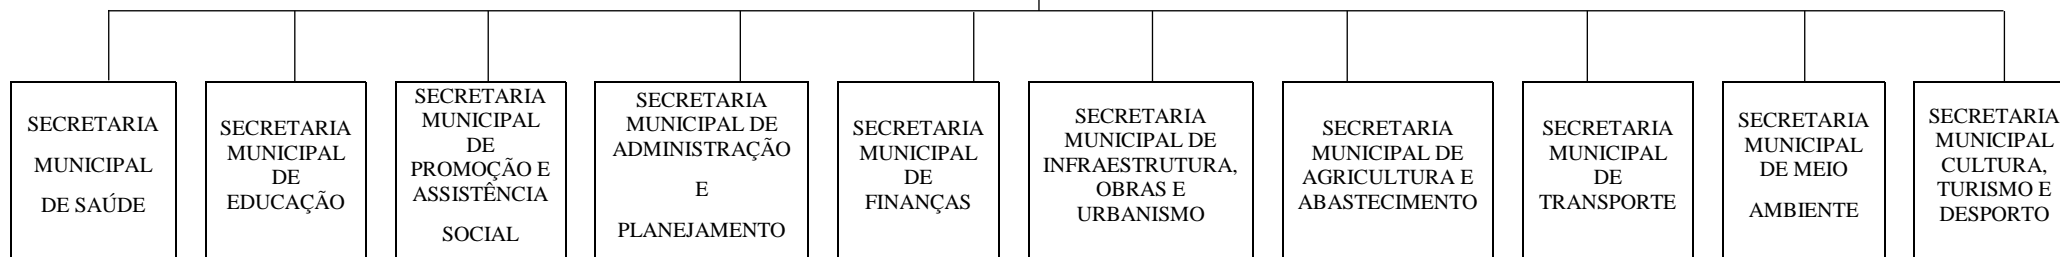 SECRETARIA
MUNICIPAL
DE SAÚDE
SECRETARIA
MUNICIPAL
DE
EDUCAÇÃO
SECRETARIA
MUNICIPAL
DE
PROMOÇÃO E
ASSISTÊNCIA
SOCIAL
SECRETARIA
MUNICIPAL DE
ADMINISTRAÇÃO
E
PLANEJAMENTO
SECRETARIA
MUNICIPAL
DE
FINANÇAS
SECRETARIA
MUNICIPAL DE
INFRAESTRUTURA,
OBRAS E
URBANISMO
SECRETARIA
MUNICIPAL DE
AGRICULTURA E
ABASTECIMENTO
SECRETARIA
MUNICIPAL
DE
TRANSPORTE
SECRETARIA
MUNICIPAL
DE MEIO
AMBIENTE
SECRETARIA
MUNICIPAL
CULTURA,
TURISMO E
DESPORTO